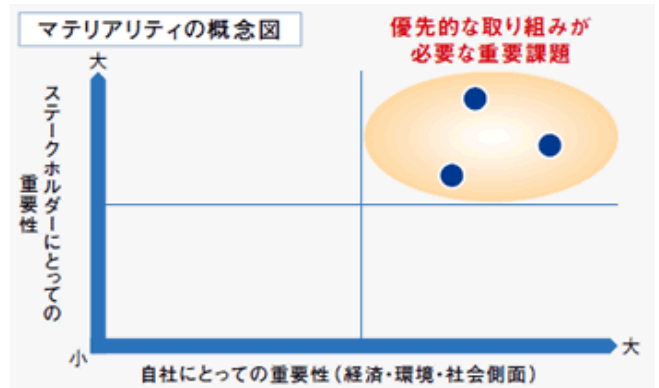 マテリアリティの概念図
優先的な取り組みが
必要な重要課題
大
ステークホルダーにとっての
重要性
小
大
自社にとっての重要性(経済・環境・社会側面)